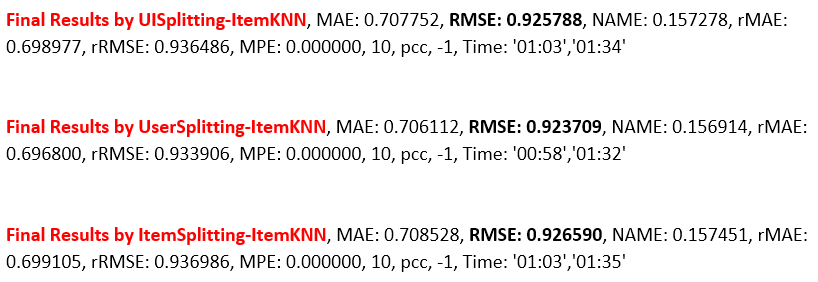 Final Results by UISplitting-ItemKNN, MAE: 0.707752, RMSE: 0.925788, NAME: 0.157278, rMAE:
0.698977, rRMSE: 0.936486, MPE: 0.000000, 10, pcc, -1, Time: '01:03','01:34'
Final Results by UserSplitting-ItemKNN, MAE: 0.706112, RMSE: 0.923709, NAME: 0.156914, rMAE:
0.696800, rRMSE: 0.933906, MPE: 0.000000, 10, pcc, -1, Time: '00:58','01:32'
Final Results by ItemSplitting-ItemKNN, MAE: 0.708528, RMSE: 0.926590, NAME: 0.157451, rMAE:
0.699105, rRMSE: 0.936986, MPE: 0.000000, 10, pcc, -1, Time: '01:03','01:35'